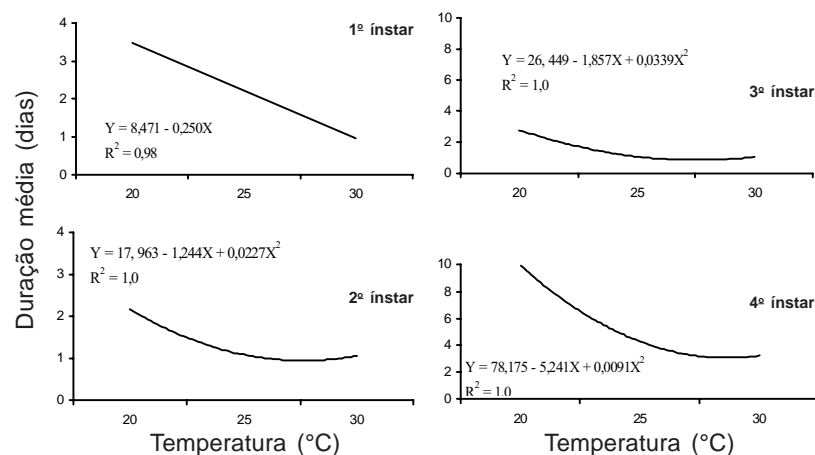 Duração média (dias)
4
3
2
1
0
20
25
30
1º ínstar
Y = 8,471 - 0,250X
R² = 0,98
10
8
6
4
2
0
20
25
30
Y = 26, 449 - 1,857X + 0,0339X²
R² = 1,0
3º ínstar
4
3
2
1
0
20
25
30
Y = 17, 963 - 1,244X + 0,0227X²
R² = 1,0
2º ínstar
Temperatura (°C)
10
8
6
4
2
0
20
25
30
4º ínstar
Y = 78,175 - 5,241X + 0,0091X²
R² = 1,0
Temperatura (°C)